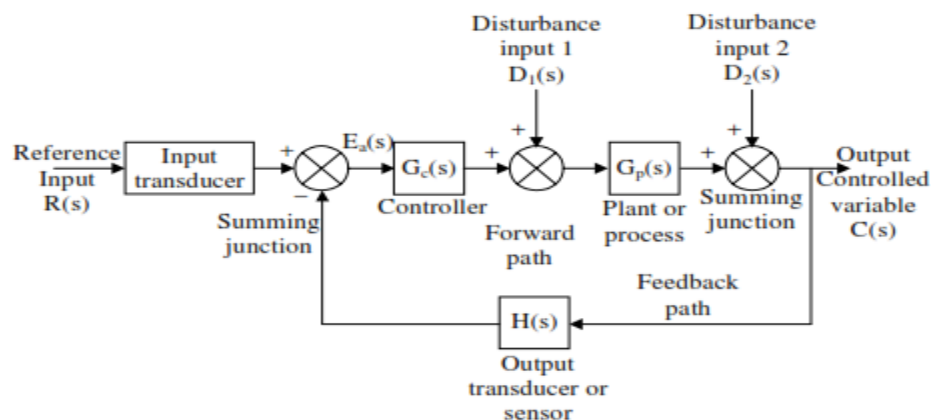 Disturbance
input 1
D₁(s)
Disturbance
input 2
D₂(s)
Reference
Input
R(s)
Input
transducer
+
−
Summing
junction
Eₐ(s)
G꜀(s)
Controller
+
+
Forward
path
Gₚ(s)
Plant or
process
+
+
Summing
junction
Output
Controlled
variable
C(s)
Feedback
path
H(s)
Output
transducer or
sensor